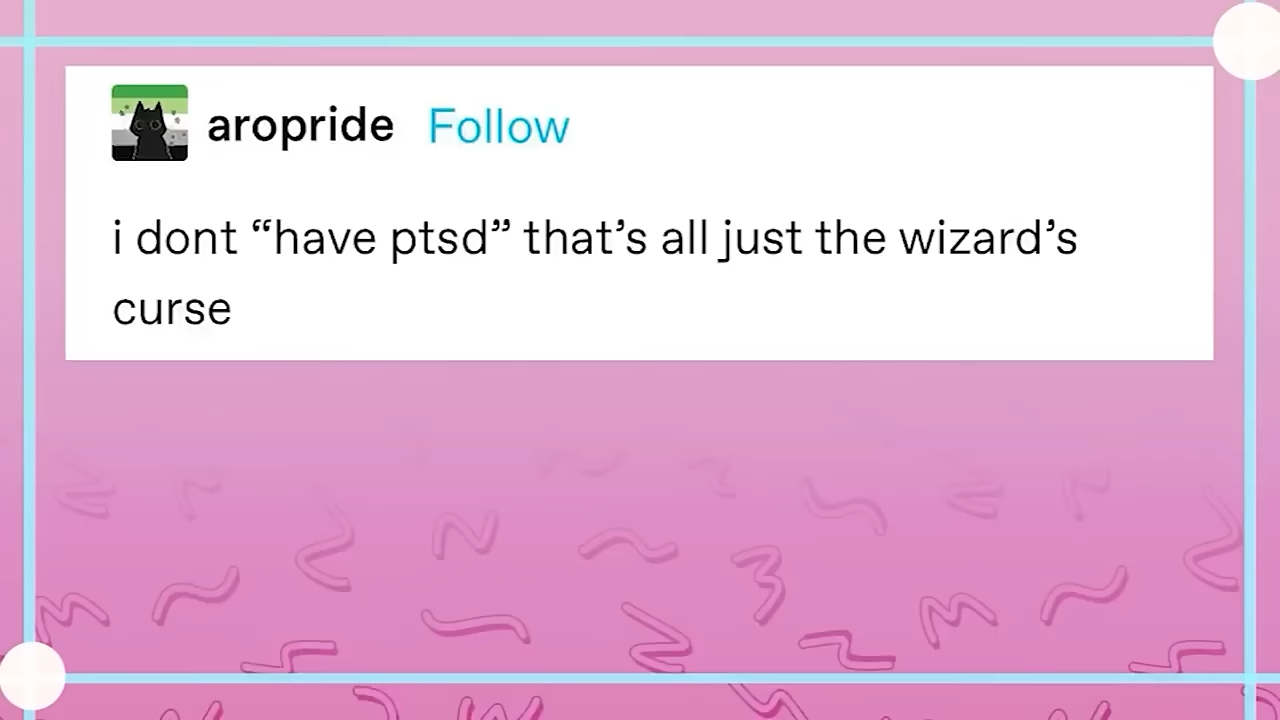 aropride Follow
i dont “have ptsd” that’s all just the wizard’s
curse